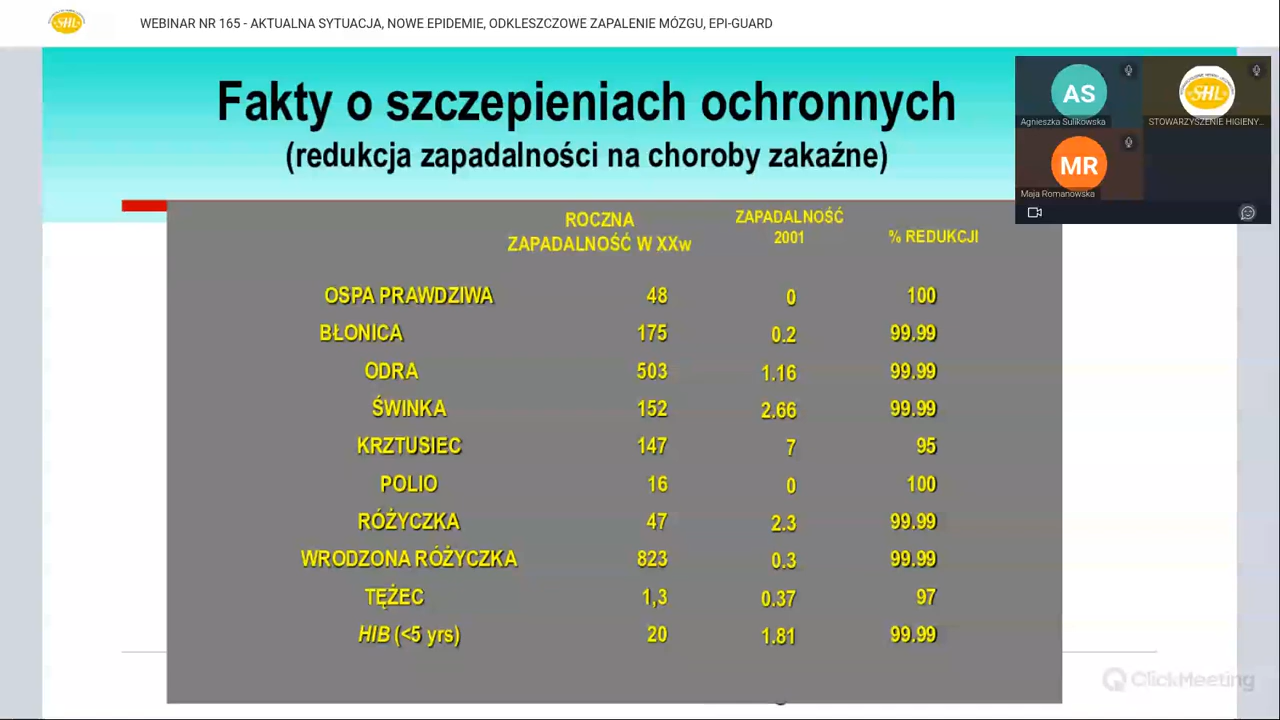 SHL
WEBINAR NR 165 - AKTUALNA SYTUACJA, NOWE EPIDEMIE, ODKLESZCZOWE ZAPALENIE MÓZGU, EPI-GUARD
Fakty o szczepieniach ochronnych
(redukcja zapadalności na choroby zakaźne)
AS
Agnieszka Sulikowska
SHL
STOWARZYSZENIE HIGIENY...
MR
Maja Romanowska
ROCZNA
ZAPADALNOŚĆ W XXw
ZAPADALNOŚĆ
2001
% REDUKCJI
OSPA PRAWDZIWA 48 0 100
BŁONICA 175 0.2 99.99
ODRA 503 1.16 99.99
ŚWINKA 152 2.66 99.99
KRZTUSIEC 147 7 95
POLIO 16 0 100
RÓŻYCZKA 47 2.3 99.99
WRODZONA RÓŻYCZKA 823 0.3 99.99
TĘŻEC 1,3 0.37 97
HIB (<5 yrs) 20 1.81 99.99
ClickMeeting